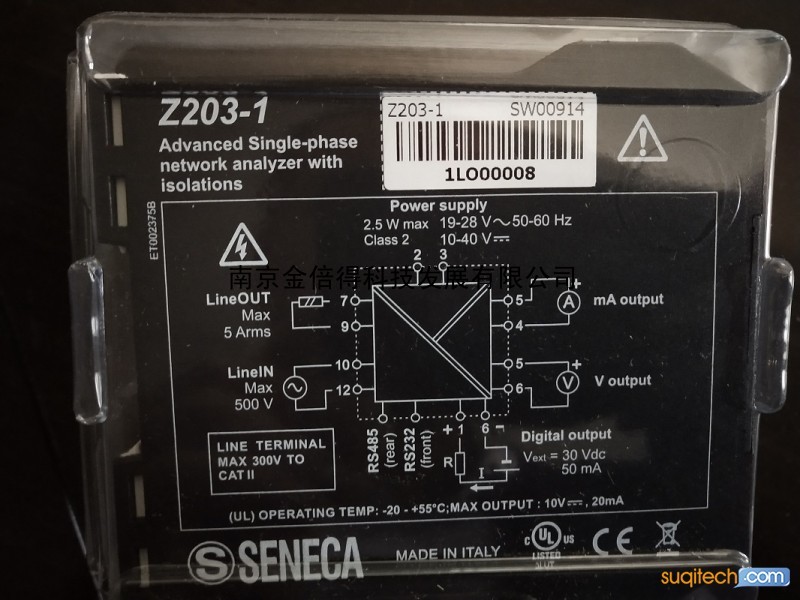 Z203-1
Advanced Single-phase
network analyzer with
isolations
Z203-1 SW00914
1LO00008
ET002375B
Power supply
2.5 W max 19-28 V~50-60 Hz
Class 2 10-40 V⎓
2 3
南京金倍得科技发展有限公司
LineOUT
Max
5 Arms
7
9
5
4
+
A
mA output
LineIN
Max
500 V
10
12
5
6
+
V
V output
RS485
(rear)
RS232
(front)
+ 1 6 -
R
I
Digital output
Vext = 30 Vdc
50 mA
LINE TERMINAL
MAX 300V TO
CAT II
(UL) OPERATING TEMP: -20 - +55°C;MAX OUTPUT : 10V⎓, 20mA
S SENECA
MADE IN ITALY
c UL US
LISTED
CE
suqitech.com